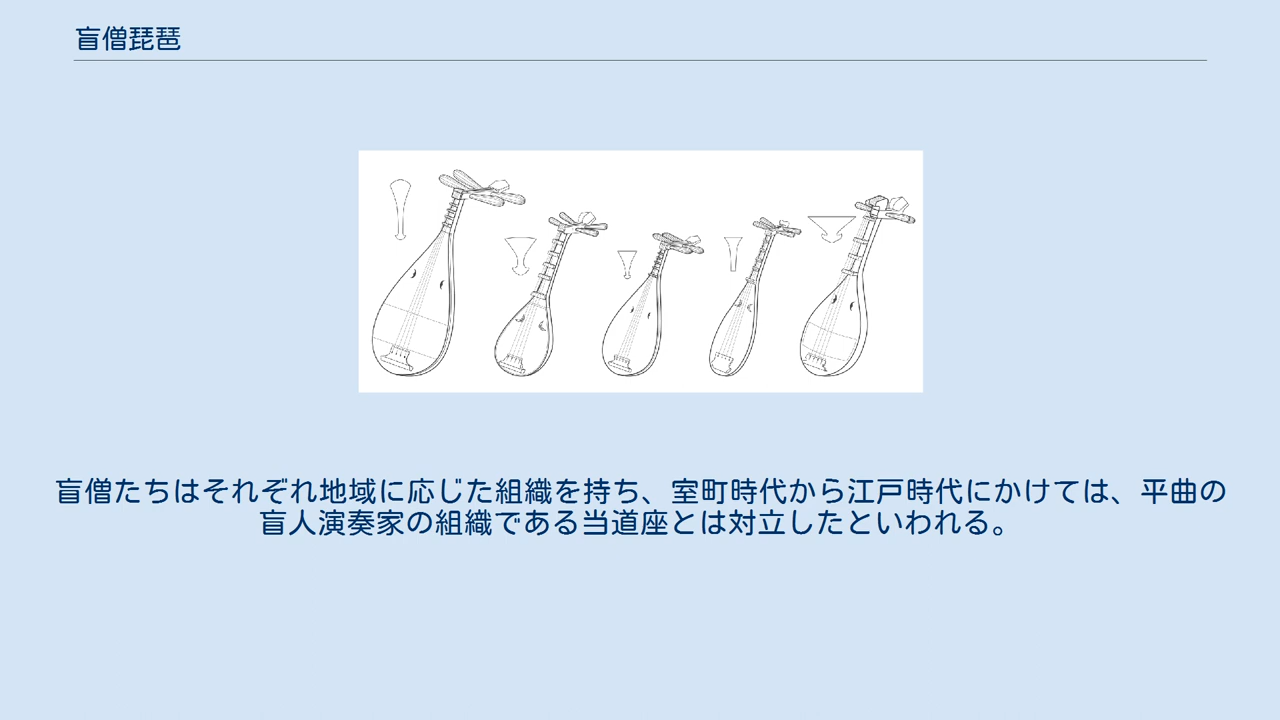 盲僧琵琶
盲僧たちはそれぞれ地域に応じた組織を持ち、室町時代から江戸時代にかけては、平曲の
盲人演奏家の組織である当道座とは対立したといわれる。